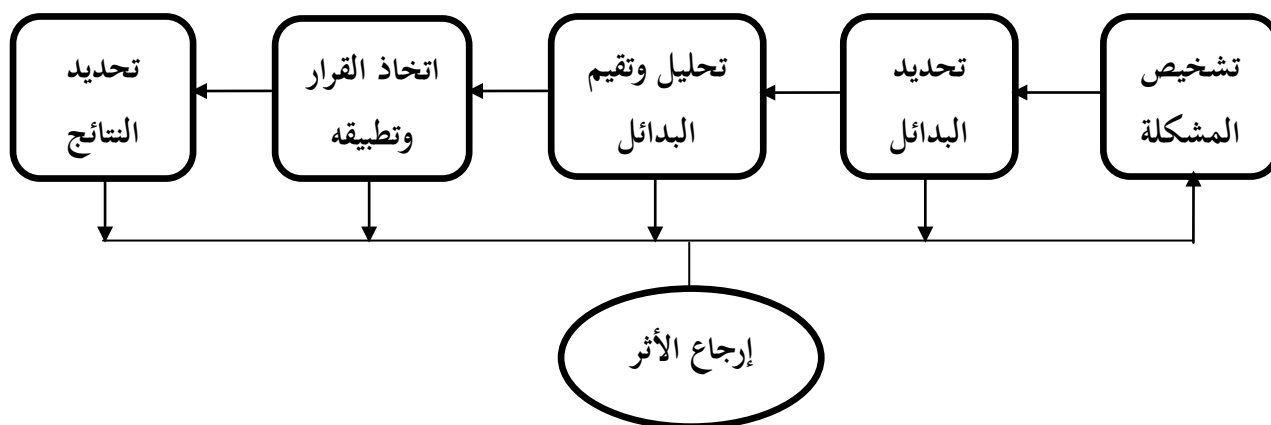 تشخيص
المشكلة
تحديد
البدائل
تحليل وتقيم
البدائل
اتخاذ القرار
وتطبيقه
تحديد
النتائج
إرجاع الأثر